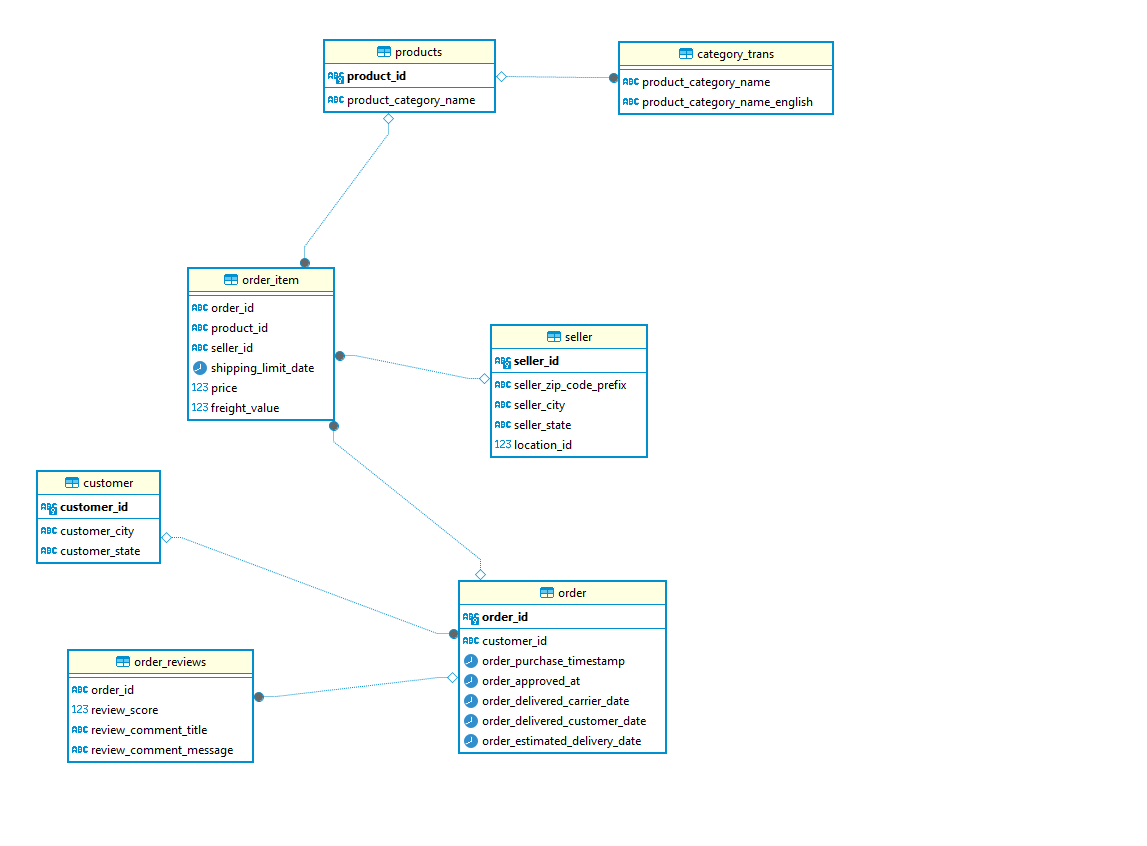 products
ABC product_id
ABC product_category_name
category_trans
ABC product_category_name
ABC product_category_name_english
order_item
ABC order_id
ABC product_id
ABC seller_id
shipping_limit_date
123 price
123 freight_value
seller
ABC seller_id
ABC seller_zip_code_prefix
ABC seller_city
ABC seller_state
123 location_id
customer
ABC customer_id
ABC customer_city
ABC customer_state
order
ABC order_id
ABC customer_id
order_purchase_timestamp
order_approved_at
order_delivered_carrier_date
order_delivered_customer_date
order_estimated_delivery_date
order_reviews
ABC order_id
123 review_score
ABC review_comment_title
ABC review_comment_message